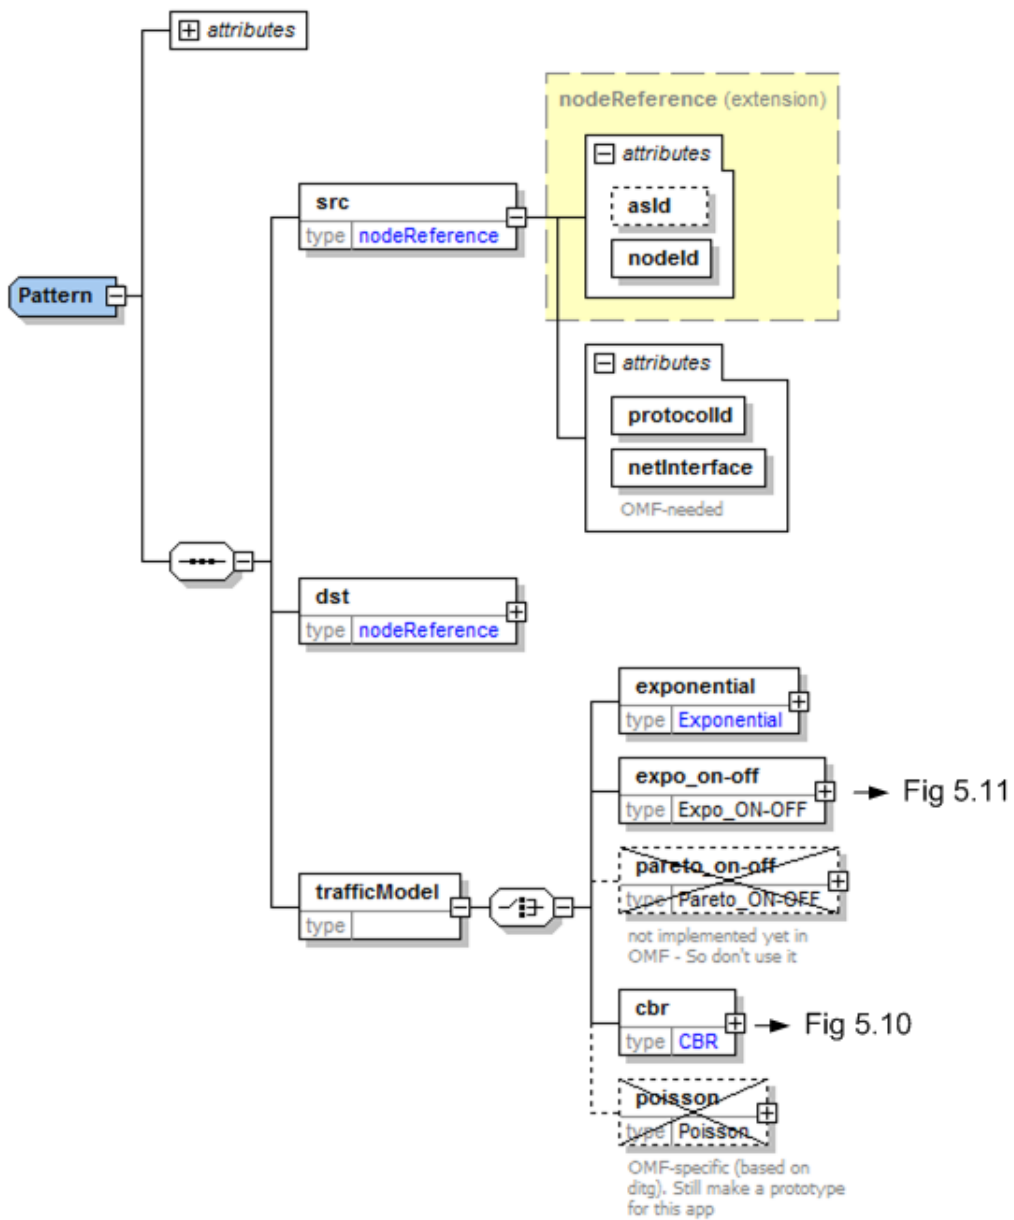 attributes
nodeReference (extension)
attributes
asId
nodeId
src
type nodeReference
Pattern
attributes
protocolId
netInterface
OMF-needed
dst
type nodeReference
exponential
type Exponential
expo_on-off
type Expo_ON-OFF
Fig 5.11
pareto_on-off
type Pareto_ON-OFF
not implemented yet in
OMF - So don't use it
trafficModel
type
cbr
type CBR
Fig 5.10
poisson
type Poisson
OMF-specific (based on
ditg). Still make a prototype
for this app